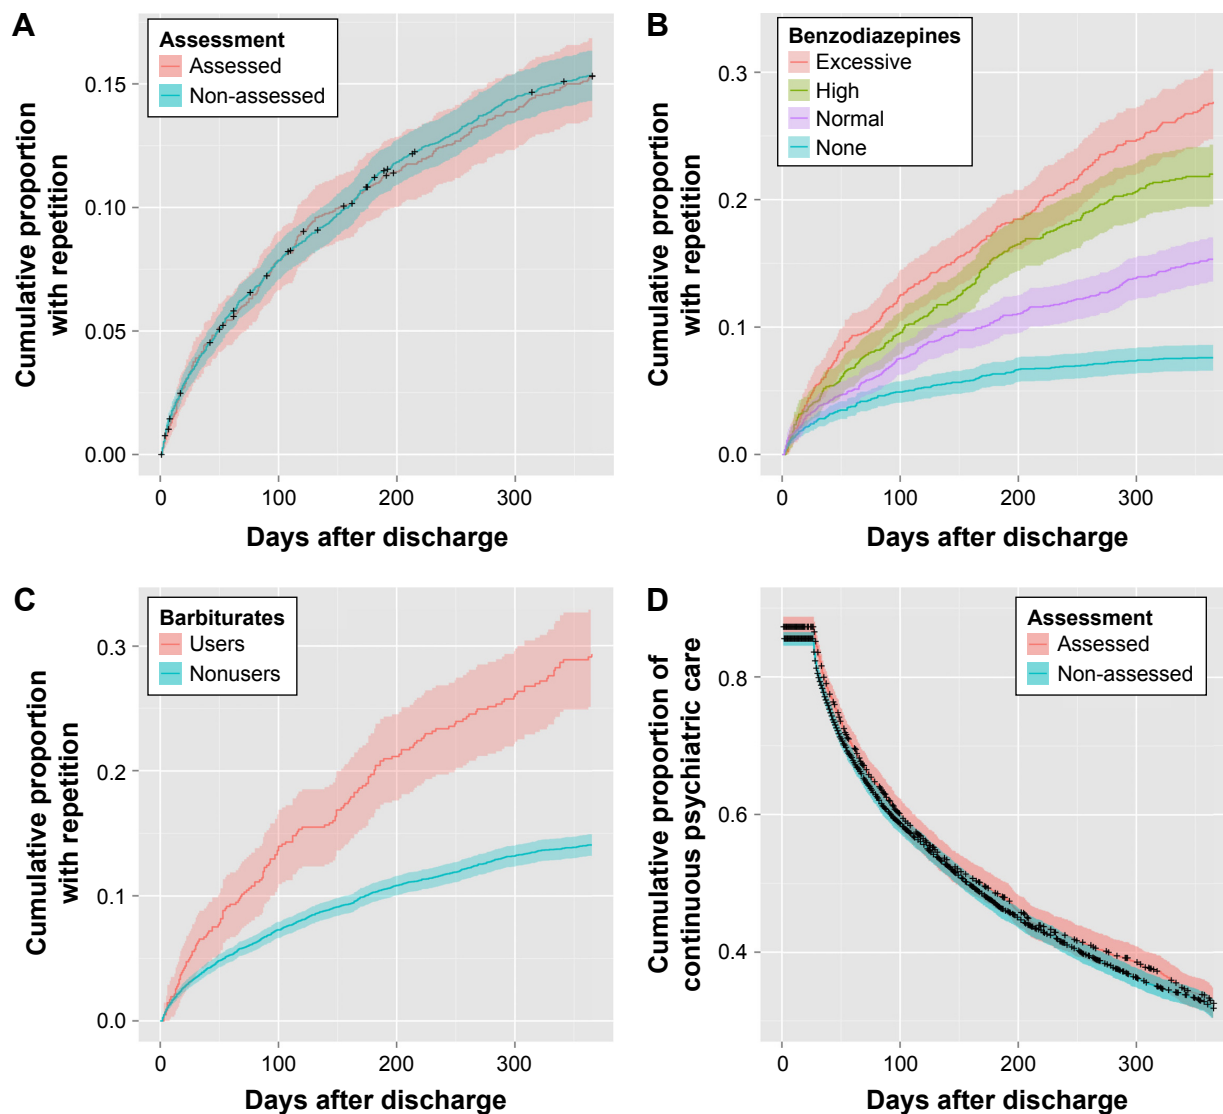 A
Assessment
Assessed
Non-assessed
0.15
0.10
0.05
0.00
Cumulative proportion
with repetition
0
100
200
300
Days after discharge
B
Benzodiazepines
Excessive
High
Normal
None
0.3
0.2
0.1
0.0
Cumulative proportion
with repetition
0
100
200
300
Days after discharge
C
Barbiturates
Users
Nonusers
0.3
0.2
0.1
0.0
Cumulative proportion
with repetition
0
100
200
300
Days after discharge
D
Assessment
Assessed
Non-assessed
0.8
0.6
0.4
Cumulative proportion of
continuous psychiatric care
0
100
200
300
Days after discharge